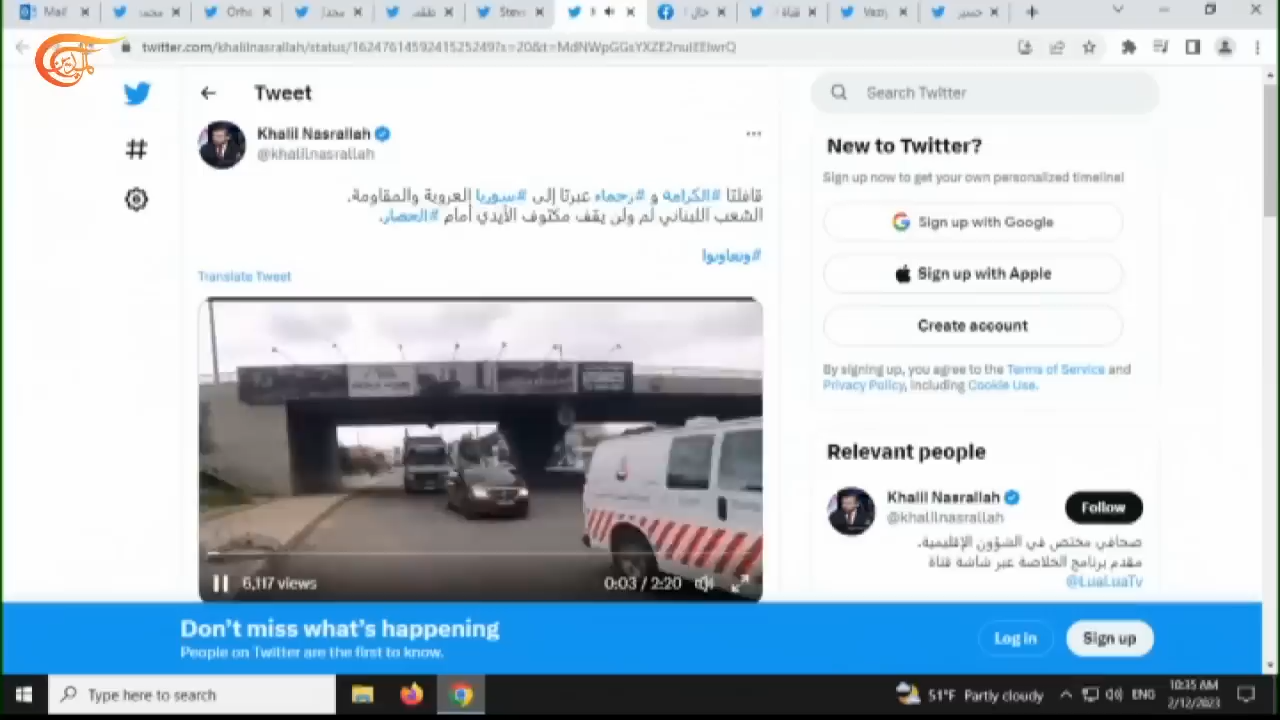 Mail
Orho
Steve
twitter.com/khalilnasrallah/status/1624761459241525249?s=20&t=MdNWpGGsYXZE2nulEElwrQ
Tweet
Search Twitter
Khalil Nasrallah
@khalilnasrallah
قافلتا #الكرامة و #رحماء عبرتا إلى #سوريا العروبة والمقاومة.
الشعب اللبناني لم ولن يقف مكتوف الأيدي أمام #الحصار.
#وتعاونوا
Translate Tweet
6,117 views
0:03 / 2:20
New to Twitter?
Sign up now to get your own personalized timeline!
Sign up with Google
Sign up with Apple
Create account
By signing up, you agree to the Terms of Service and
Privacy Policy, including Cookie Use.
Relevant people
Khalil Nasrallah
@khalilnasrallah
Follow
صحافي مختص في الشؤون الإقليمية.
مقدم برنامج الخلاصة عبر شاشة قناة
@LuaLuaTv
Don't miss what's happening
People on Twitter are the first to know.
Log in
Sign up
Type here to search
51°F Partly cloudy
ENG
10:35 AM
2/12/2023